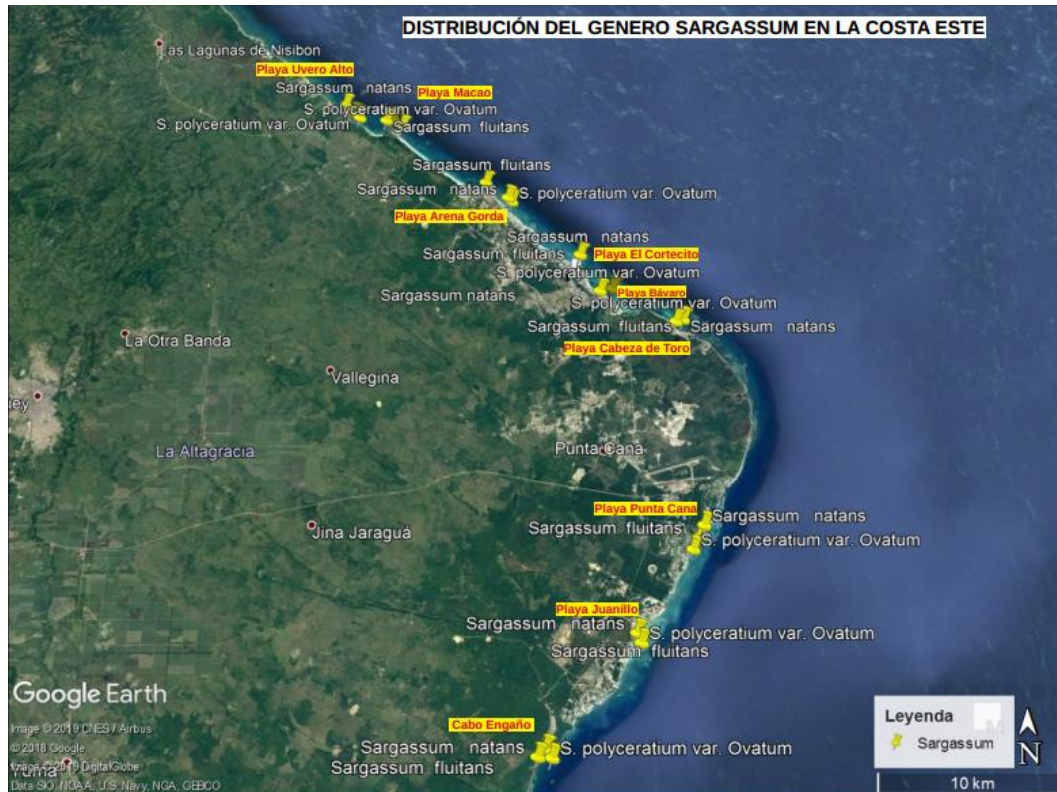 DISTRIBUCIÓN DEL GENERO SARGASSUM EN LA COSTA ESTE
Las Lagunas de Nisibon
Playa Uvero Alto
Sargassum natans
Playa Macao
S. polyceratium var. Ovatum
S. polyceratium var. Ovatum
Sargassum fluitans
Sargassum fluitans
Sargassum natans
S. polyceratium var. Ovatum
Playa Arena Gorda
Sargassum natans
Sargassum fluitans
Playa El Cortecito
S. polyceratium var. Ovatum
Sargassum natans
Playa Bávaro
S. polyceratium var. Ovatum
Sargassum fluitans
Sargassum natans
La Otra Banda
Playa Cabeza de Toro
Vallegina
ey
La Altagracia
Punta Cana
Playa Punta Cana
Sargassum natans
Sargassum fluitans
Jina Jaraguá
S. polyceratium var. Ovatum
Playa Juanillo
Sargassum natans
S. polyceratium var. Ovatum
Sargassum fluitans
Google Earth
Cabo Engaño
Sargassum natans
S. polyceratium var. Ovatum
Sargassum fluitans
Image © 2019 CNES / Airbus
© 2018 Google
Image © 2019 DigitalGlobe
Yuma
Data SIO, NOAA, U.S. Navy, NGA, GEBCO
Leyenda
Sargassum
N
10 km